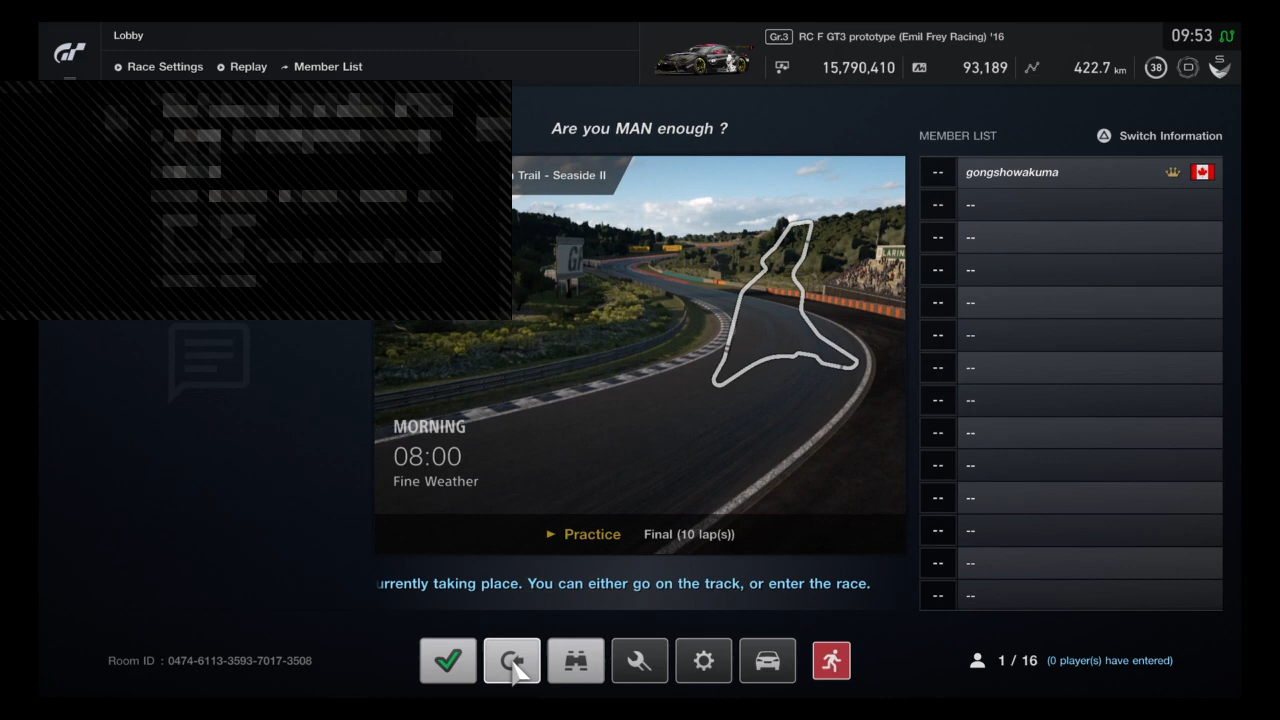 Lobby
Race Settings Replay Member List
Gr.3 RC F GT3 prototype (Emil Frey Racing) '16
09:53
15,790,410 93,189 422.7 km 38 D S
Are you MAN enough ?
MEMBER LIST Switch Information
Trail - Seaside II
-- gongshowakuma
-- --
-- --
-- --
-- --
-- --
-- --
-- --
-- --
-- --
-- --
-- --
-- --
-- --
MORNING
08:00
Fine Weather
Practice Final (10 lap(s))
urrently taking place. You can either go on the track, or enter the race.
Room ID : 0474-6113-3593-7017-3508
1 / 16 (0 player(s) have entered)